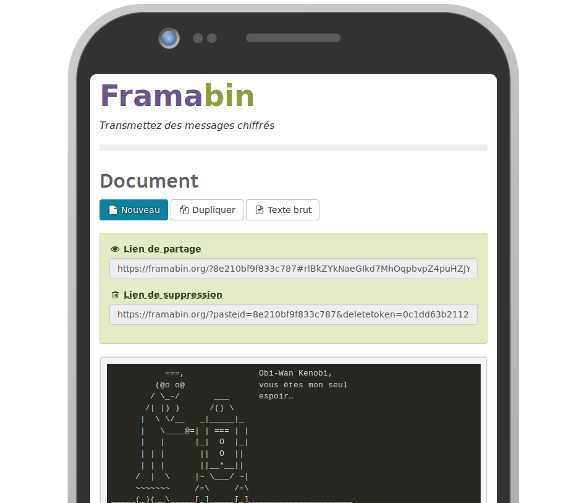 Framabin
Transmettez des messages chiffrés
Document
Nouveau
Dupliquer
Texte brut
Lien de partage
https://framabin.org/?8e210bf9f833c787#rlBkZYkNaeGIkd7MhOqpbvpZ4puHZJY
Lien de suppression
https://framabin.org/?pasteid=8e210bf9f833c787&deletetoken=0c1dd63b2112
Obi-Wan Kenobi,
vous êtes mon seul
espoir…